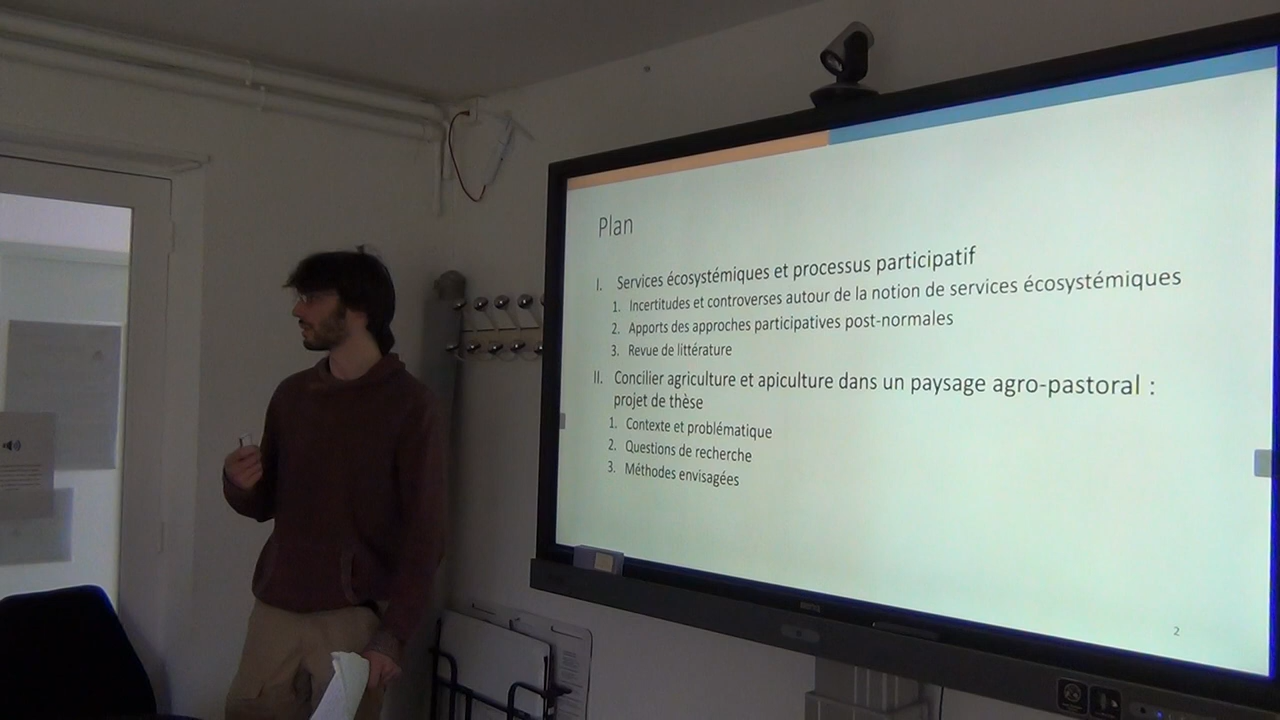 Plan
I. Services écosystémiques et processus participatif
1. Incertitudes et controverses autour de la notion de services écosystémiques
2. Apports des approches participatives post-normales
3. Revue de littérature
II. Concilier agriculture et apiculture dans un paysage agro-pastoral :
projet de thèse
1. Contexte et problématique
2. Questions de recherche
3. Méthodes envisagées
2